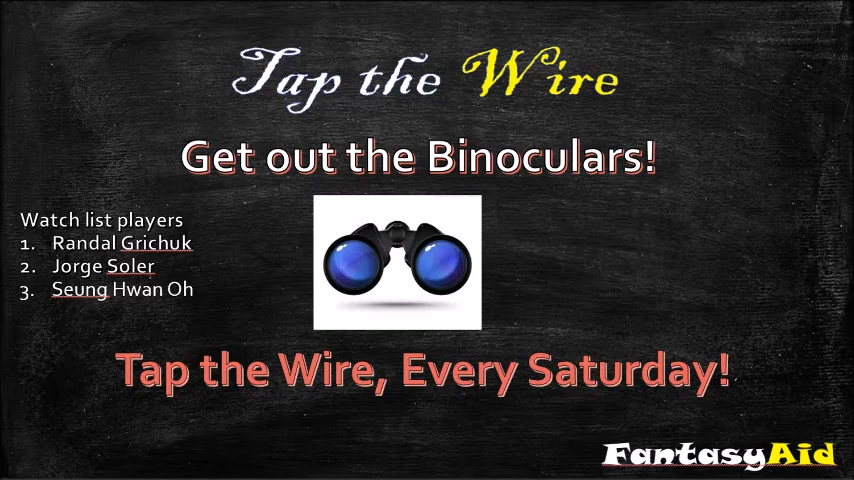 Tap the Wire
Get out the Binoculars!
Watch list players
1. Randal Grichuk
2. Jorge Soler
3. Seung Hwan Oh
Tap the Wire, Every Saturday!
FantasyAid